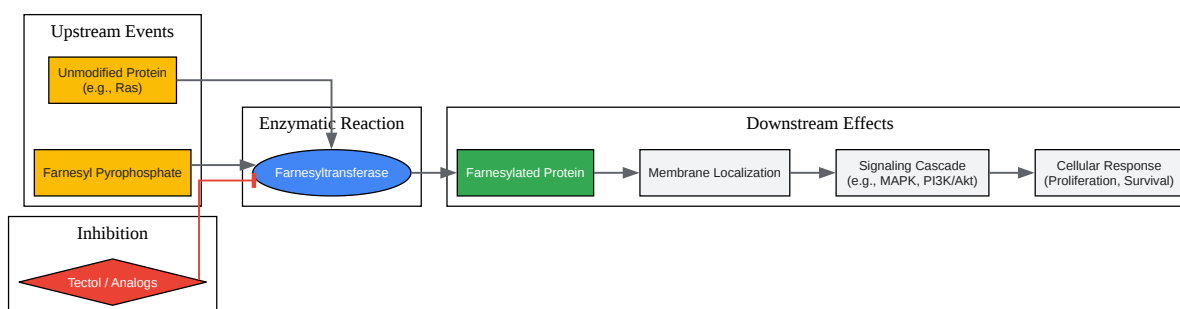 Upstream Events
Unmodified Protein
(e.g., Ras)
Farnesyl Pyrophosphate
Enzymatic Reaction
Farnesyltransferase
Inhibition
Tectol / Analogs
Downstream Effects
Farnesylated Protein
Membrane Localization
Signaling Cascade
(e.g., MAPK, PI3K/Akt)
Cellular Response
(Proliferation, Survival)